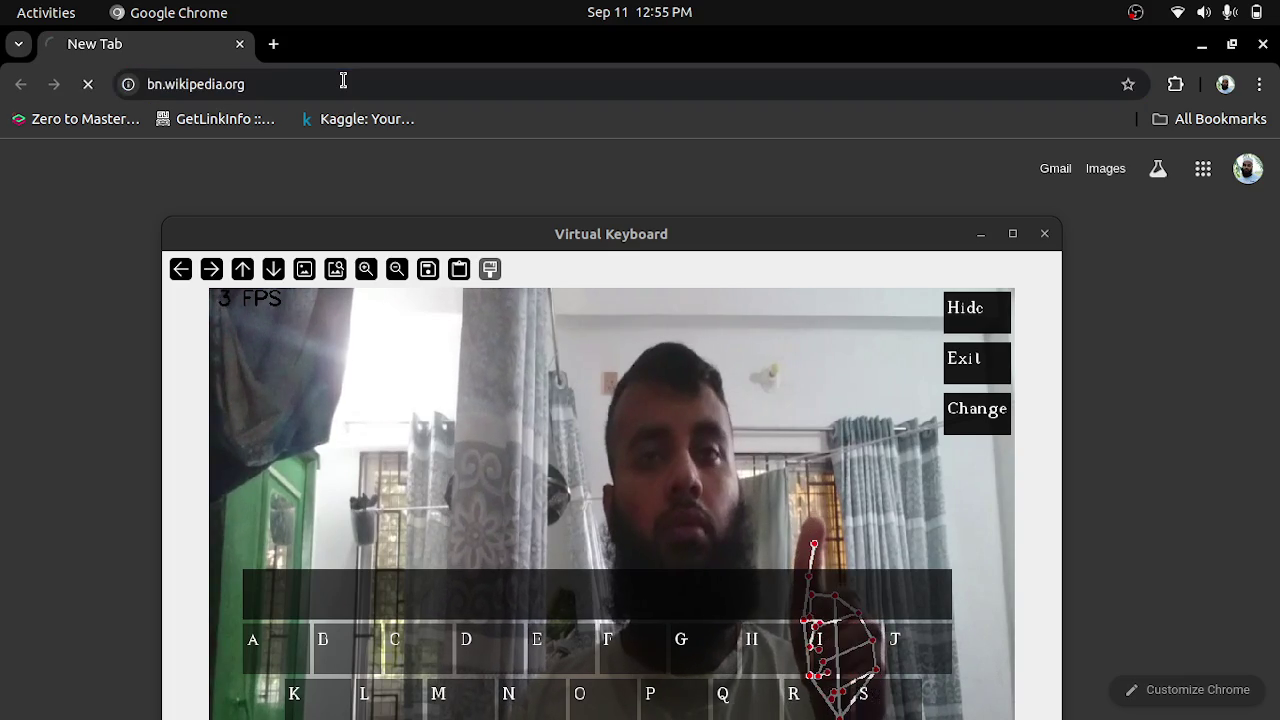 Activities Google Chrome Sep 11 12:55 PM
New Tab
bn.wikipedia.org
Zero to Master... GetLinkInfo ::... Kaggle: Your... All Bookmarks
Gmail Images
Virtual Keyboard
3 FPS
Hide
Exit
Change
A B C D E F G H I J
K L M N O P Q R S
Customize Chrome